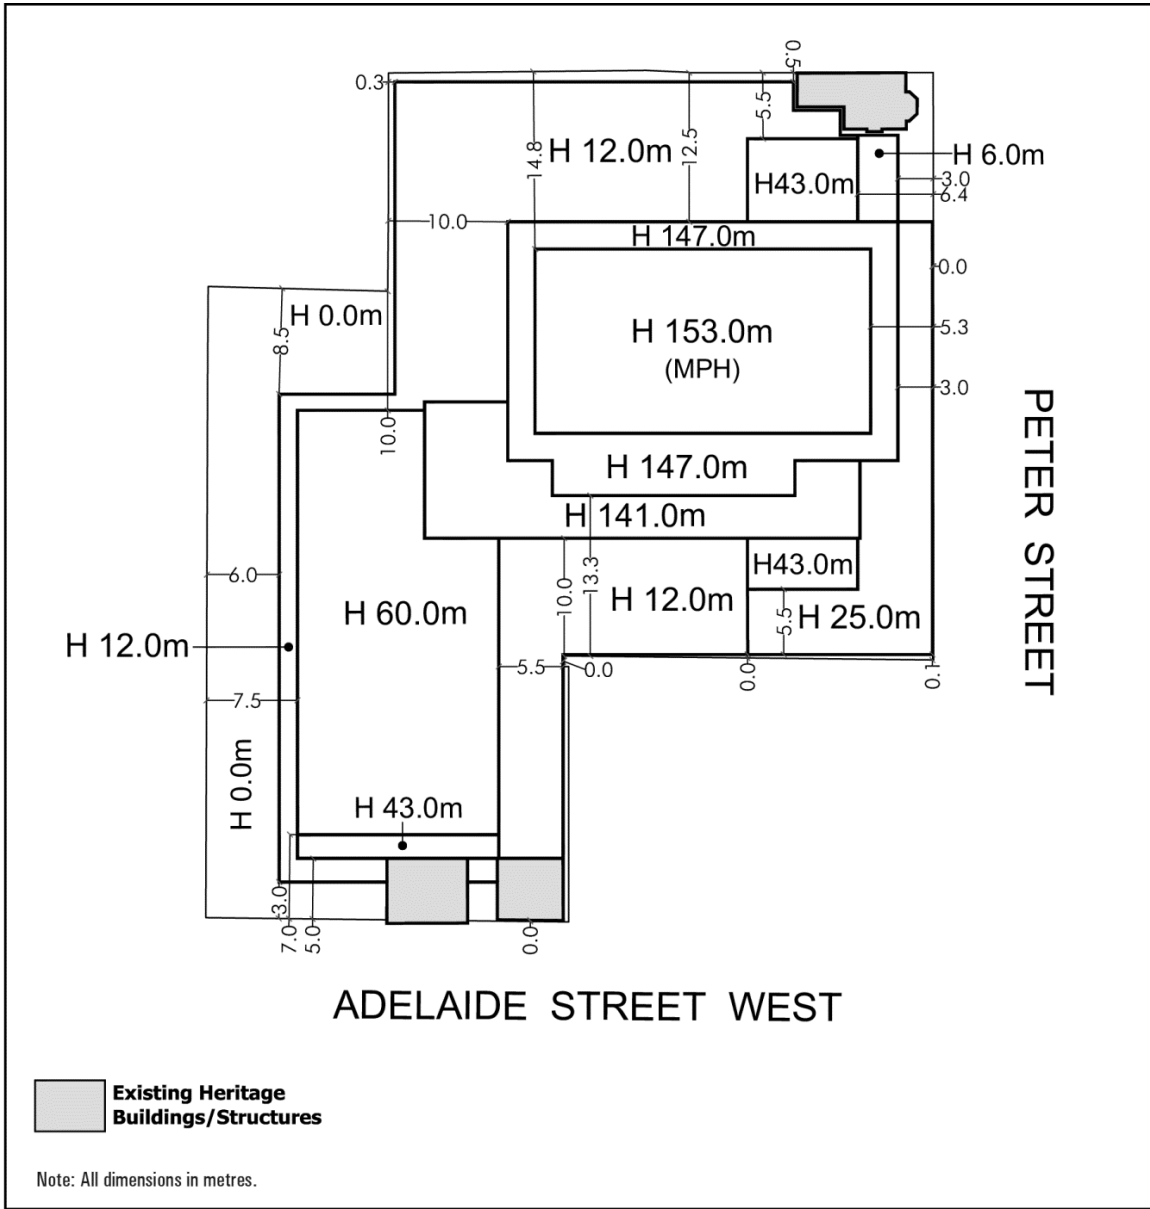 0.5
0.3
5.5
14.8
H 12.0m
12.5
H 6.0m
H43.0m
3.0
6.4
10.0
H 147.0m
0.0
H 0.0m
8.5
H 153.0m
(MPH)
5.3
3.0
10.0
PETER STREET
H 147.0m
H 141.0m
6.0
10.0
13.3
H43.0m
H 60.0m
H 12.0m
5.5
H 25.0m
H 12.0m
5.5
0.0
0.0
0.1
7.5
H 0.0m
H 43.0m
3.0
7.0
5.0
0.0
ADELAIDE STREET WEST
Existing Heritage
Buildings/Structures
Note: All dimensions in metres.